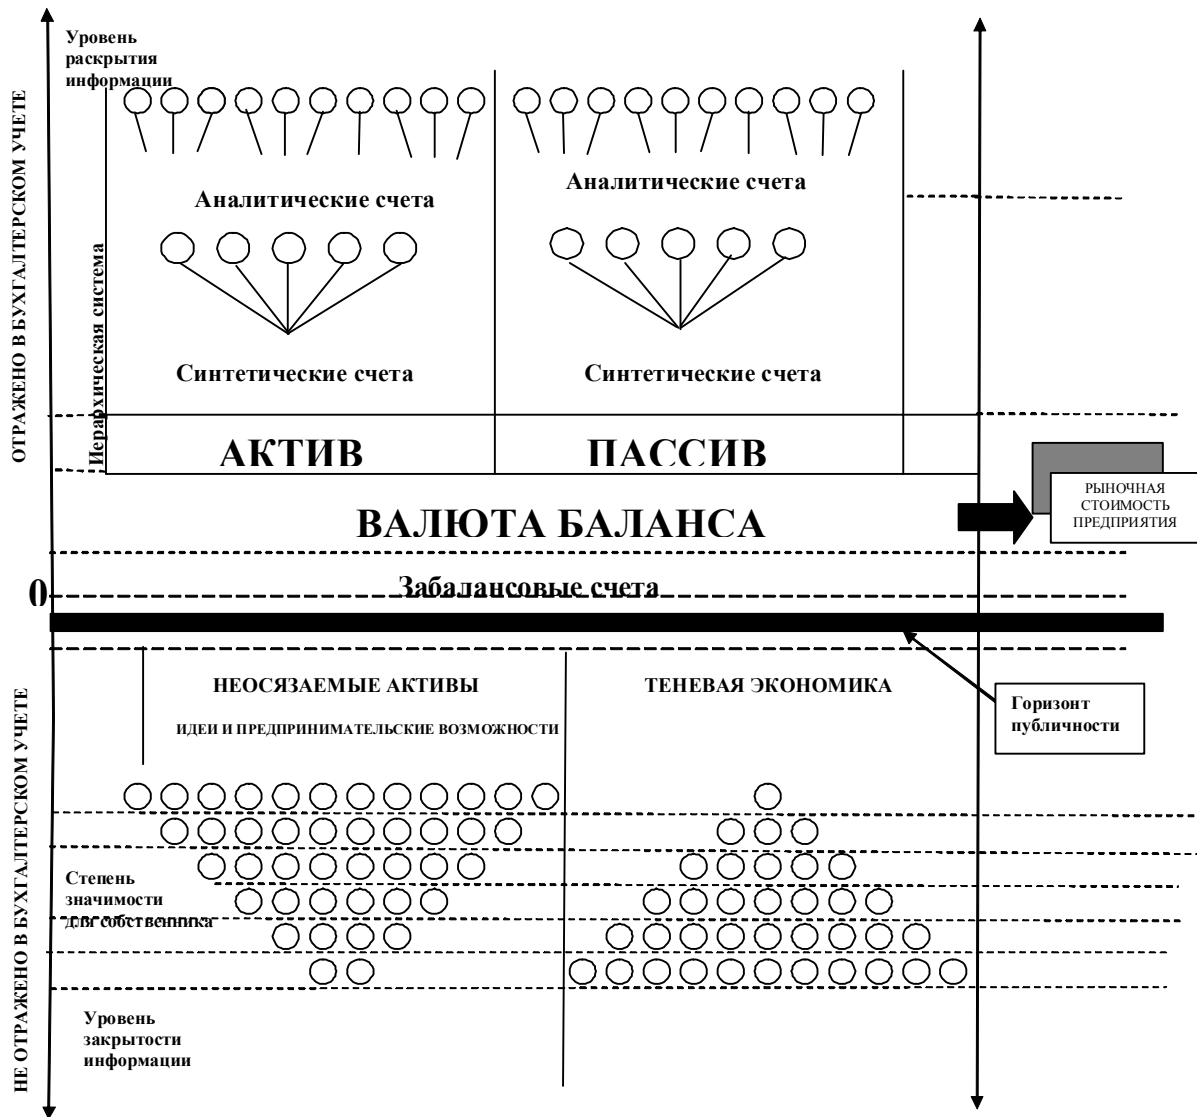 Уровень
раскрытия
информации
ОТРАЖЕНО В БУХГАЛТЕРСКОМ УЧЕТЕ
Иерархическая система
Аналитические счета
Аналитические счета
Синтетические счета
Синтетические счета
АКТИВ
ПАССИВ
РЫНОЧНАЯ
СТОИМОСТЬ
ПРЕДПРИЯТИЯ
ВАЛЮТА БАЛАНСА
Забалансовые счета
0
НЕ ОТРАЖЕНО В БУХГАЛТЕРСКОМ УЧЕТЕ
НЕОСЯЗАЕМЫЕ АКТИВЫ
ТЕНЕВАЯ ЭКОНОМИКА
ИДЕИ И ПРЕДПРИНИМАТЕЛЬСКИЕ ВОЗМОЖНОСТИ
Горизонт
публичности
Степень
значимости
для собственника
Уровень
закрытости
информации